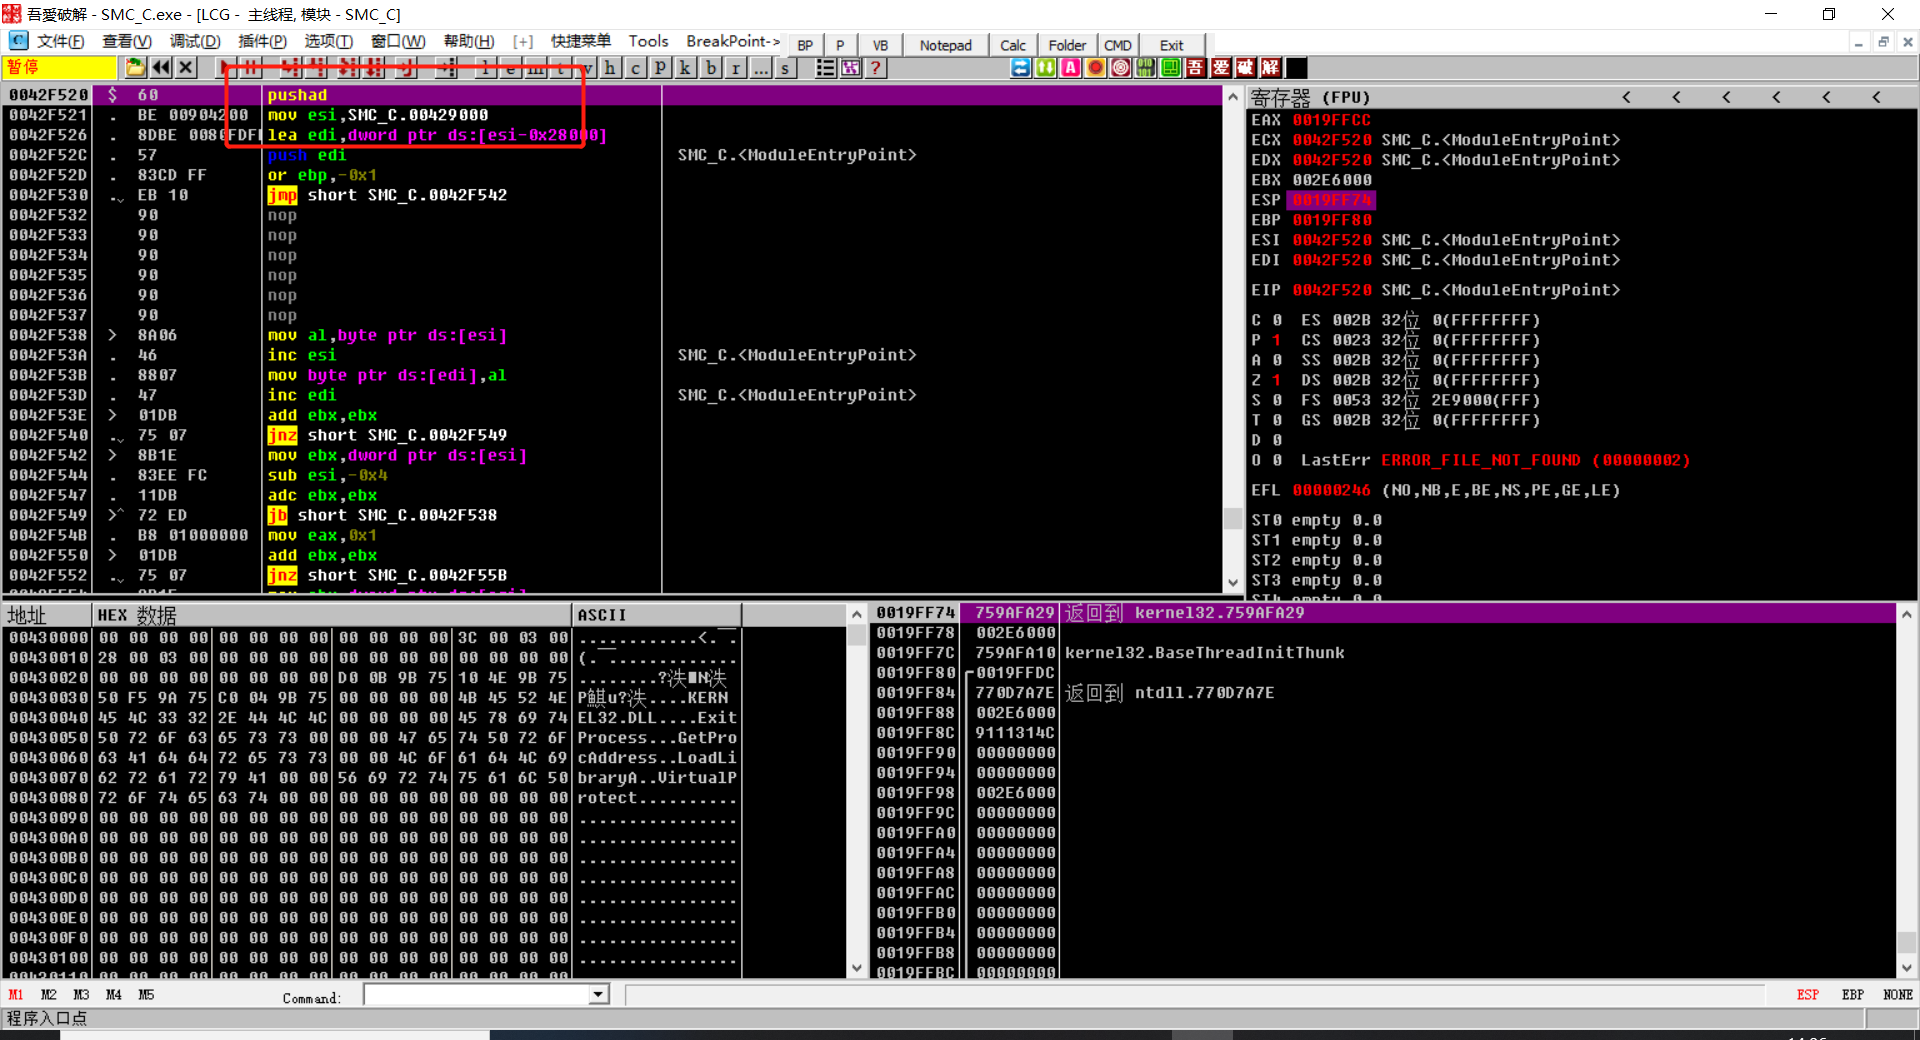 吾愛破解 - SMC_C.exe - [LCG - 主线程, 模块 - SMC_C]
文件(F) 查看(V) 调试(D) 插件(P) 选项(T) 窗口(W) 帮助(H) [+] 快捷菜单 Tools BreakPoint-> BP P VB Notepad Calc Folder CMD Exit
暂停 l e m t w h c p k b r ... s ? 吾 爱 破 解
0042F520 $ 60 pushad
0042F521 . BE 00904200 mov esi,SMC_C.00429000
0042F526 . 8DBE 0080FDF lea edi,dword ptr ds:[esi-0x28000]
0042F52C . 57 push edi SMC_C.<ModuleEntryPoint>
0042F52D . 83CD FF or ebp,-0x1
0042F530 . EB 10 jmp short SMC_C.0042F542
0042F532 90 nop
0042F533 90 nop
0042F534 90 nop
0042F535 90 nop
0042F536 90 nop
0042F537 90 nop
0042F538 > 8A06 mov al,byte ptr ds:[esi]
0042F53A . 46 inc esi SMC_C.<ModuleEntryPoint>
0042F53B . 8807 mov byte ptr ds:[edi],al
0042F53D . 47 inc edi SMC_C.<ModuleEntryPoint>
0042F53E > 01DB add ebx,ebx
0042F540 . 75 07 jnz short SMC_C.0042F549
0042F542 > 8B1E mov ebx,dword ptr ds:[esi]
0042F544 . 83EE FC sub esi,-0x4
0042F547 . 11DB adc ebx,ebx
0042F549 >^ 72 ED jb short SMC_C.0042F538
0042F54B . B8 01000000 mov eax,0x1
0042F550 > 01DB add ebx,ebx
0042F552 . 75 07 jnz short SMC_C.0042F55B
寄存器 (FPU) < < < < < <
EAX 0019FFCC
ECX 0042F520 SMC_C.<ModuleEntryPoint>
EDX 0042F520 SMC_C.<ModuleEntryPoint>
EBX 002E6000
ESP 0019FF74
EBP 0019FF80
ESI 0042F520 SMC_C.<ModuleEntryPoint>
EDI 0042F520 SMC_C.<ModuleEntryPoint>
EIP 0042F520 SMC_C.<ModuleEntryPoint>
C 0 ES 002B 32位 0(FFFFFFFF)
P 1 CS 0023 32位 0(FFFFFFFF)
A 0 SS 002B 32位 0(FFFFFFFF)
Z 1 DS 002B 32位 0(FFFFFFFF)
S 0 FS 0053 32位 2E9000(FFF)
T 0 GS 002B 32位 0(FFFFFFFF)
D 0
O 0 LastErr ERROR_FILE_NOT_FOUND (00000002)
EFL 00000246 (NO,NB,E,BE,NS,PE,GE,LE)
ST0 empty 0.0
ST1 empty 0.0
ST2 empty 0.0
ST3 empty 0.0
ST4 empty 0.0
地址 HEX 数据 ASCII
00430000 00 00 00 00 00 00 00 00 00 00 00 00 3C 00 03 00 ............<. .
00430010 28 00 03 00 00 00 00 00 00 00 00 00 00 00 00 00 (. .............
00430020 00 00 00 00 00 00 00 00 D0 0B 9B 75 10 4E 9B 75 ........
00430030 50 F5 9A 75 C0 04 9B 75 00 00 00 00 4B 45 52 4E P鯕u?泆....KERN
00430040 45 4C 33 32 2E 44 4C 4C 00 00 00 00 45 78 69 74 EL32.DLL....Exit
00430050 50 72 6F 63 65 73 73 00 00 00 47 65 74 50 72 6F Process...GetPro
00430060 63 41 64 64 72 65 73 73 00 00 4C 6F 61 64 4C 69 cAddress..LoadLi
00430070 62 72 61 72 79 41 00 00 56 69 72 74 75 61 6C 50 braryA..VirtualP
00430080 72 6F 74 65 63 74 00 00 00 00 00 00 00 00 00 00 rotect..........
00430090 00 00 00 00 00 00 00 00 00 00 00 00 00 00 00 00 ................
004300A0 00 00 00 00 00 00 00 00 00 00 00 00 00 00 00 00 ................
004300B0 00 00 00 00 00 00 00 00 00 00 00 00 00 00 00 00 ................
004300C0 00 00 00 00 00 00 00 00 00 00 00 00 00 00 00 00 ................
004300D0 00 00 00 00 00 00 00 00 00 00 00 00 00 00 00 00 ................
004300E0 00 00 00 00 00 00 00 00 00 00 00 00 00 00 00 00 ................
004300F0 00 00 00 00 00 00 00 00 00 00 00 00 00 00 00 00 ................
00430100 00 00 00 00 00 00 00 00 00 00 00 00 00 00 00 00 ................
00430110 00 00 00 00 00 00 00 00 00 00 00 00 00 00 00 00
0019FF74 759AFA29 返回到 kernel32.759AFA29
0019FF78 002E6000
0019FF7C 759AFA10 kernel32.BaseThreadInitThunk
0019FF80 0019FFDC
0019FF84 770D7A7E 返回到 ntdll.770D7A7E
0019FF88 002E6000
0019FF8C 9111314C
0019FF90 00000000
0019FF94 00000000
0019FF98 002E6000
0019FF9C 00000000
0019FFA0 00000000
0019FFA4 00000000
0019FFA8 00000000
0019FFAC 00000000
0019FFB0 00000000
0019FFB4 00000000
0019FFB8 00000000
0019FFBC 00000000
M1 M2 M3 M4 M5 Command: ESP EBP NONE
程序入口点